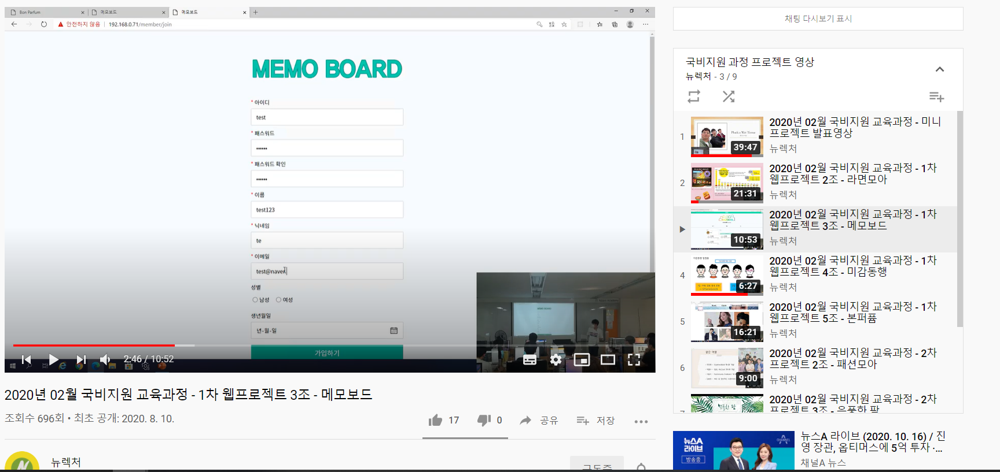 Bon Parfum
메모보드
메모보드
안전하지 않음
192.168.0.71/member/join
MEMO BOARD
* 아이디
test
* 패스워드
••••••
* 패스워드 확인
••••••
* 이름
test123
* 닉네임
te
* 이메일
test@naver
성별
남성 여성
생년월일
년-월-일
가입하기
2:46 / 10:52
2020년 02월 국비지원 교육과정 - 1차 웹프로젝트 3조 - 메모보드
조회수 696회 • 최초 공개: 2020. 8. 10.
17
0
공유
저장
뉴렉처
구독중
채팅 다시보기 표시
국비지원 과정 프로젝트 영상
뉴렉처 - 3 / 9
1
39:47
2020년 02월 국비지원 교육과정 - 미니
프로젝트 발표영상
뉴렉처
2
21:31
2020년 02월 국비지원 교육과정 - 1차
웹프로젝트 2조 - 라면모아
뉴렉처
10:53
2020년 02월 국비지원 교육과정 - 1차
웹프로젝트 3조 - 메모보드
뉴렉처
4
6:27
2020년 02월 국비지원 교육과정 - 1차
웹프로젝트 4조 - 미감동행
뉴렉처
5
16:21
2020년 02월 국비지원 교육과정 - 1차
웹프로젝트 5조 - 본퍼퓸
뉴렉처
6
9:00
2020년 02월 국비지원 교육과정 - 2차
프로젝트 2조 - 패션모아
뉴렉처
2020년 02월 국비지원 교육과정 - 2차
프로젝트 3조 - 응풍한 팜
뉴스A
라이브
방송중
CHANNEL
뉴스A 라이브 (2020. 10. 16) / 진
영 장관, 옵티머스에 5억 투자 ·...
채널A 뉴스